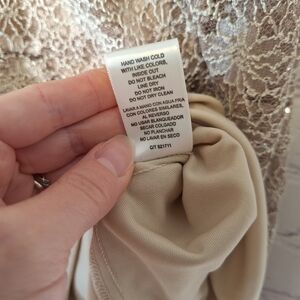 HAND WASH COLD
WITH LIKE COLORS,
INSIDE OUT
DO NOT BLEACH
LINE DRY
DO NOT IRON
DO NOT DRY CLEAN
LAVAR A MANO CON AGUA FRIA
CON COLORES SIMILARES,
AL REVERSO
NO USAR BLANQUEADOR
SECAR COLGADO
NO PLANCHAR
NO LAVAR EN SECO
GT 521711